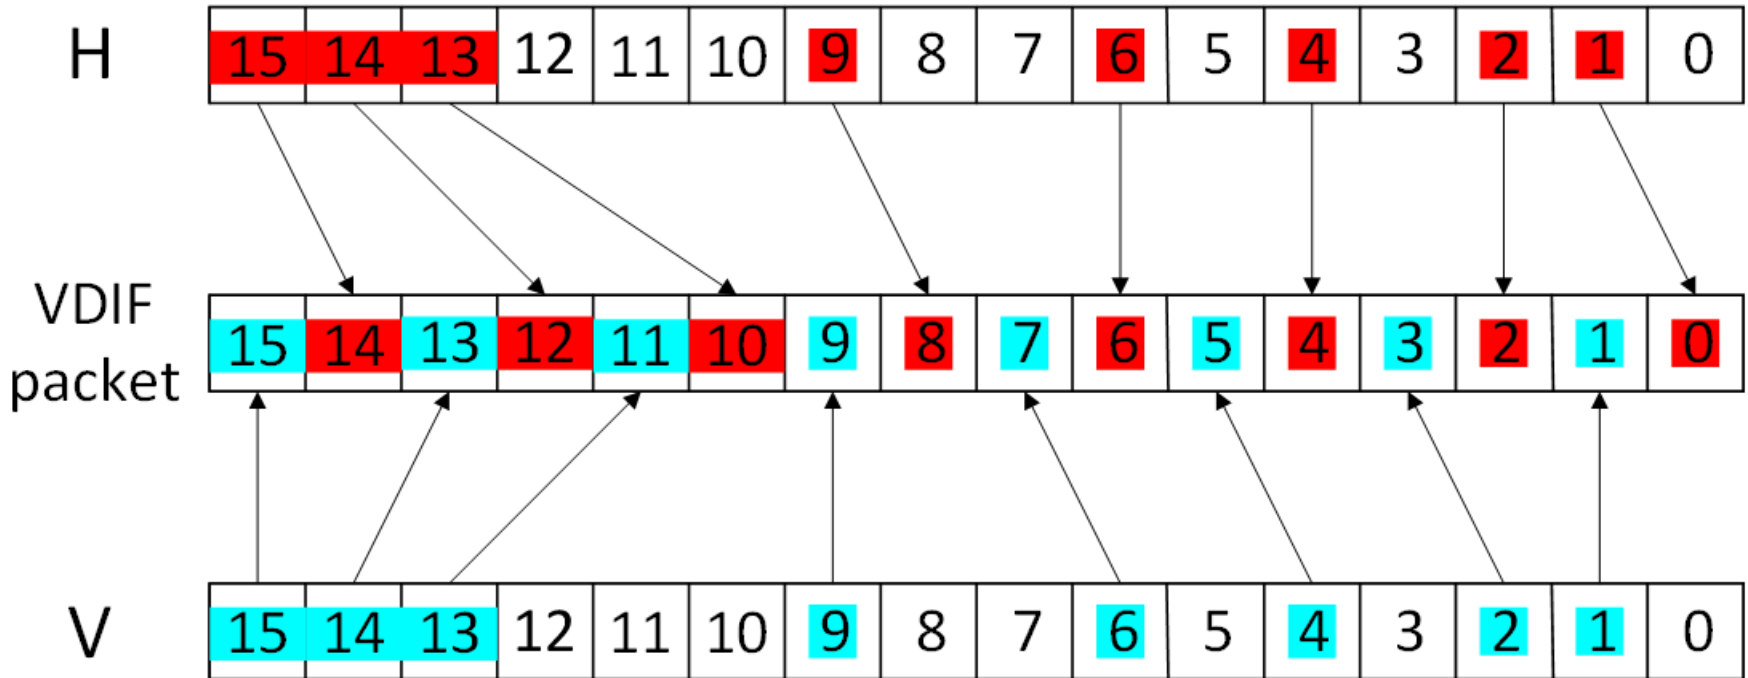 H 15 14 13 12 11 10 9 8 7 6 5 4 3 2 1 0
VDIF
packet
15 14 13 12 11 10 9 8 7 6 5 4 3 2 1 0
V 15 14 13 12 11 10 9 8 7 6 5 4 3 2 1 0